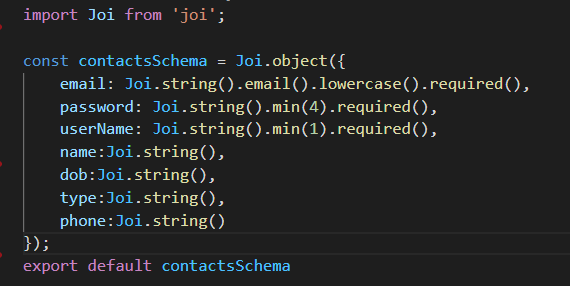 import Joi from 'joi';
const contactsSchema = Joi.object({
email: Joi.string().email().lowercase().required(),
password: Joi.string().min(4).required(),
userName: Joi.string().min(1).required(),
name:Joi.string(),
dob:Joi.string(),
type:Joi.string(),
phone:Joi.string()
});
export default contactsSchema